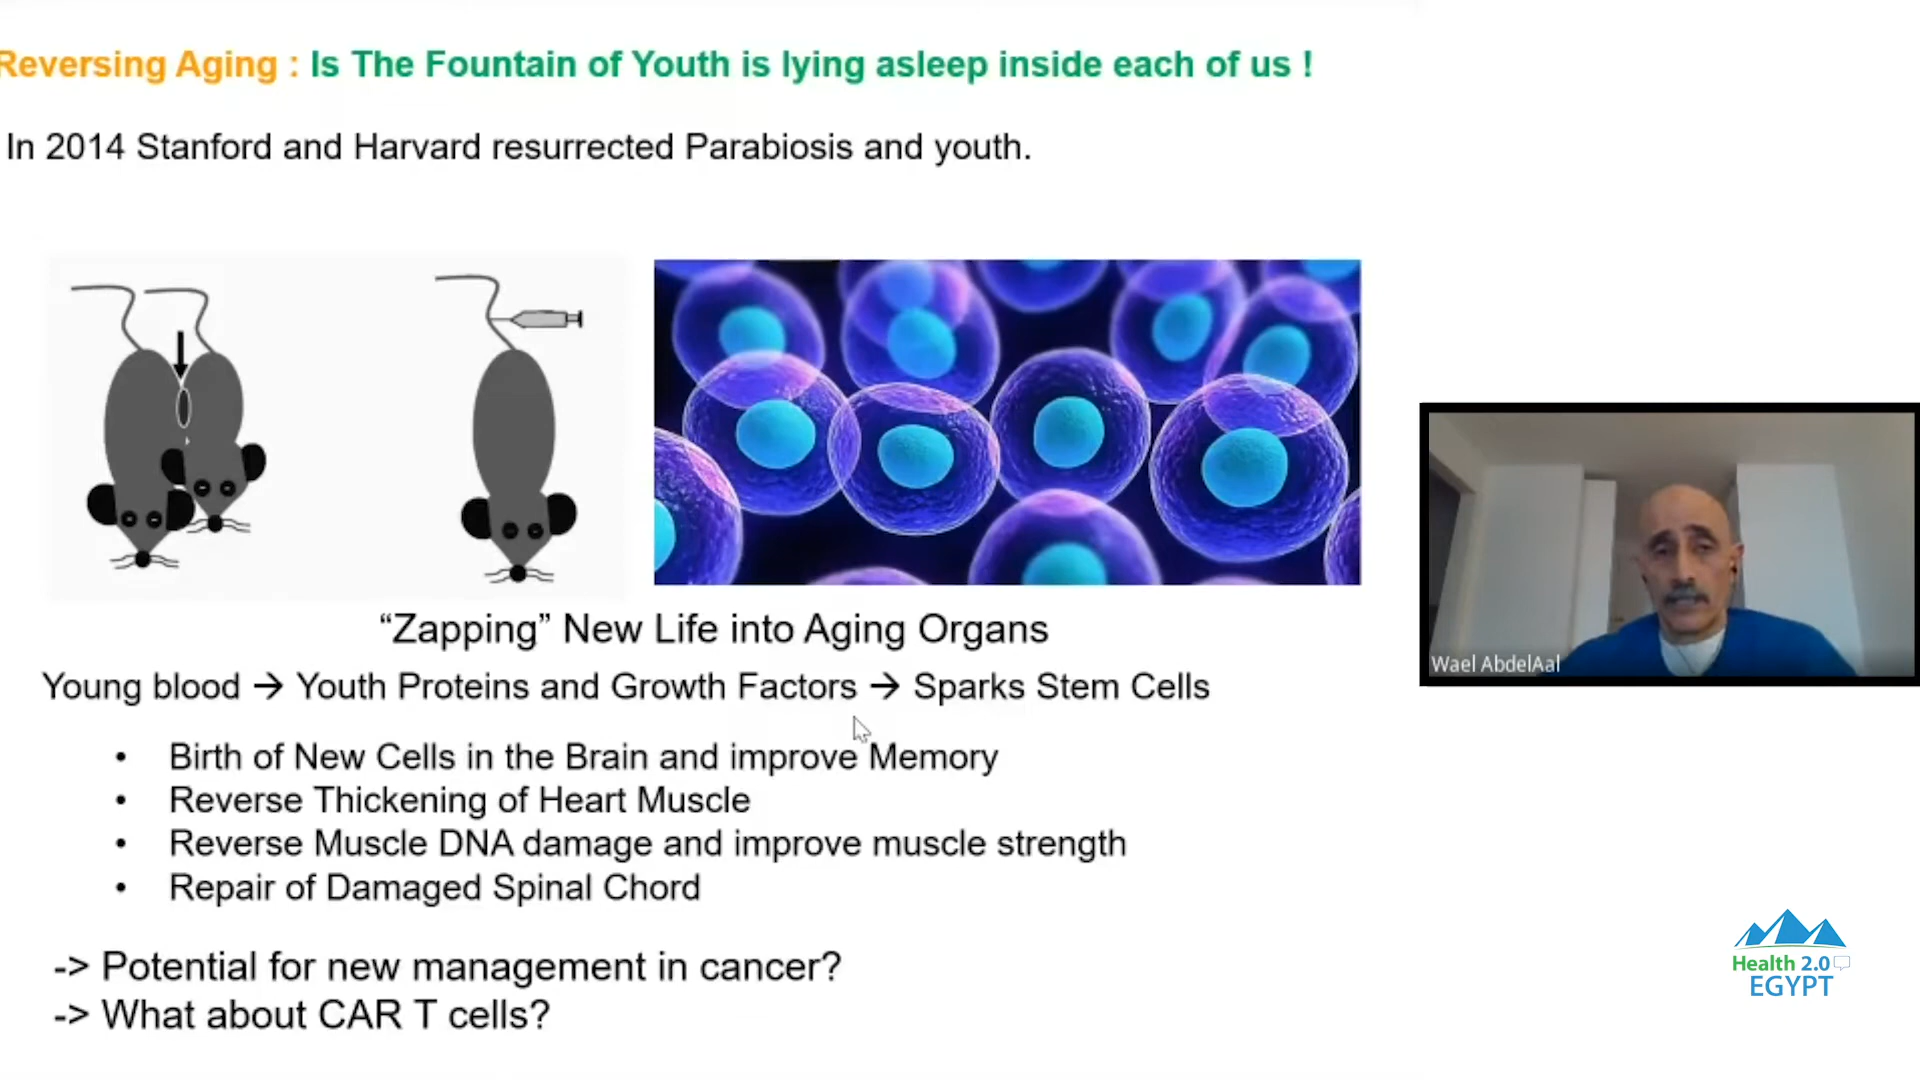 Reversing Aging : Is The Fountain of Youth is lying asleep inside each of us !
In 2014 Stanford and Harvard resurrected Parabiosis and youth.
“Zapping” New Life into Aging Organs
Young blood → Youth Proteins and Growth Factors → Sparks Stem Cells
• Birth of New Cells in the Brain and improve Memory
• Reverse Thickening of Heart Muscle
• Reverse Muscle DNA damage and improve muscle strength
• Repair of Damaged Spinal Chord
-> Potential for new management in cancer?
-> What about CAR T cells?
Wael AbdelAal
Health 2.0
EGYPT